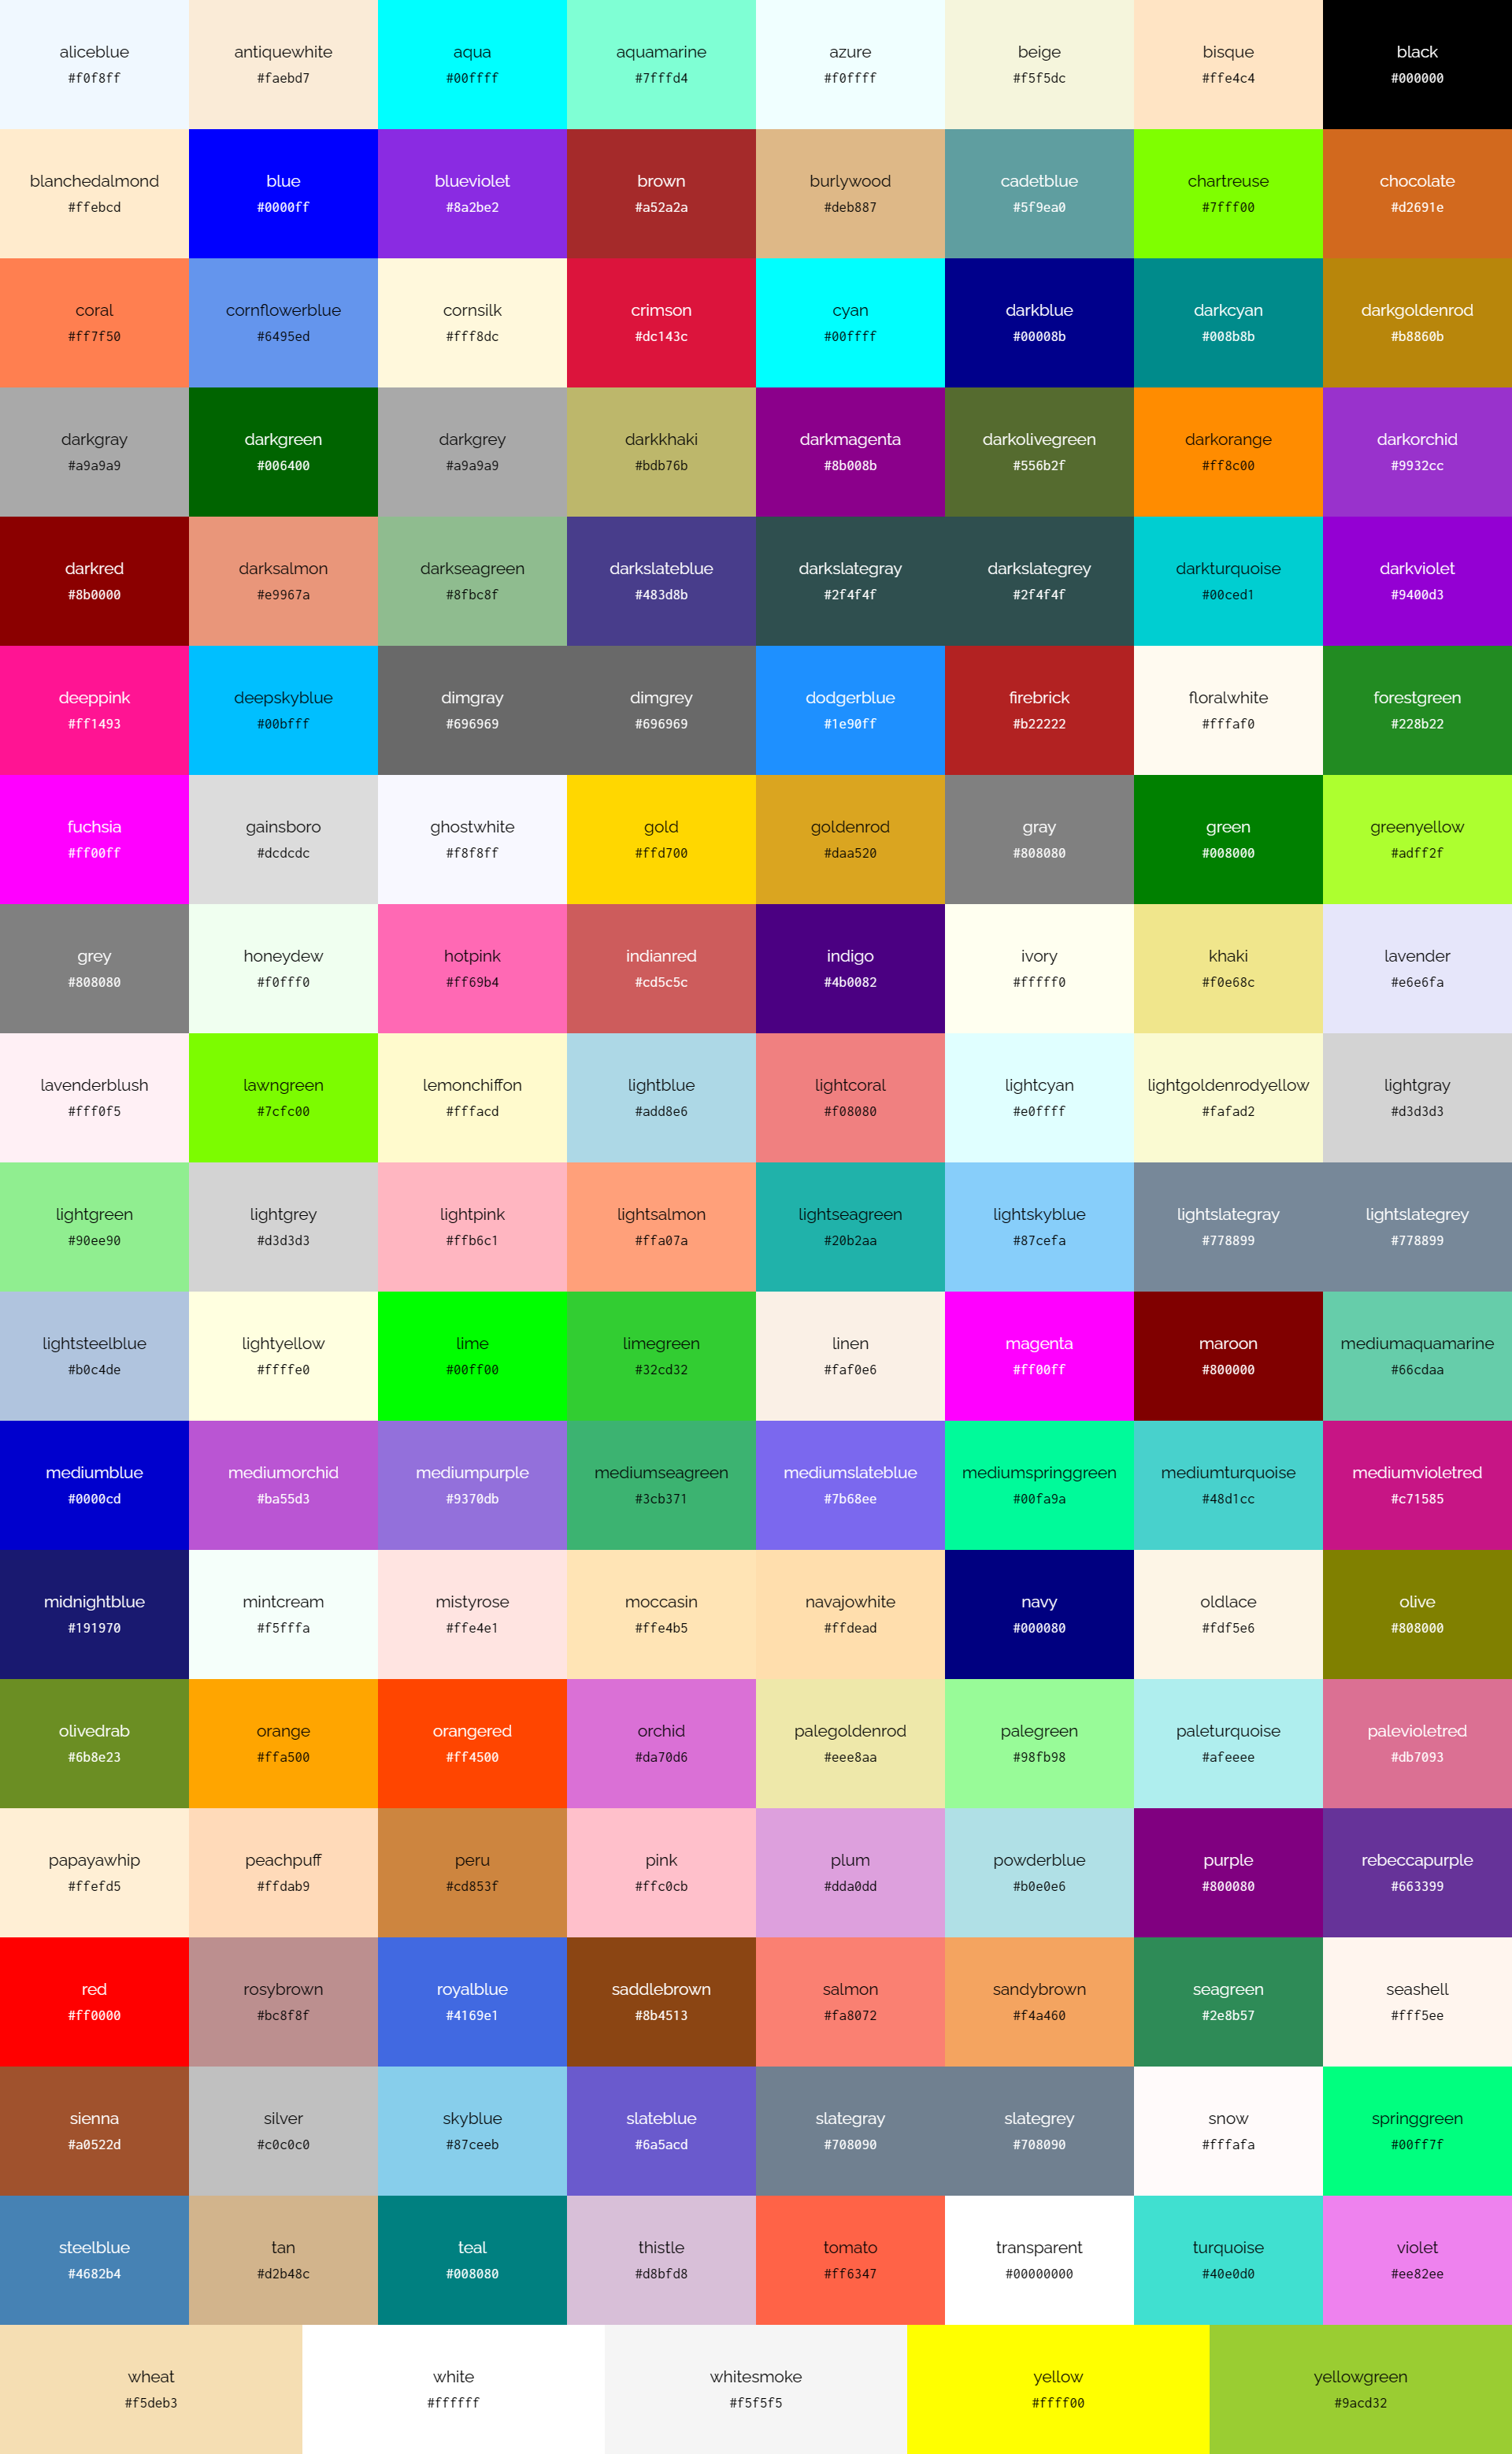 aliceblue antiquewhite aqua aquamarine azure beige bisque black
#f0f8ff #faebd7 #00ffff #7fffd4 #f0ffff #f5f5dc #ffe4c4 #000000
blanchedalmond blue blueviolet brown burlywood cadetblue chartreuse chocolate
#ffebcd #0000ff #8a2be2 #a52a2a #deb887 #5f9ea0 #7fff00 #d2691e
coral cornflowerblue cornsilk crimson cyan darkblue darkcyan darkgoldenrod
#ff7f50 #6495ed #fff8dc #dc143c #00ffff #00008b #008b8b #b8860b
darkgray darkgreen darkgrey darkkhaki darkmagenta darkolivegreen darkorange darkorchid
#a9a9a9 #006400 #a9a9a9 #bdb76b #8b008b #556b2f #ff8c00 #9932cc
darkred darksalmon darkseagreen darkslateblue darkslategray darkslategrey darkturquoise darkviolet
#8b0000 #e9967a #8fbc8f #483d8b #2f4f4f #2f4f4f #00ced1 #9400d3
deeppink deepskyblue dimgray dimgrey dodgerblue firebrick floralwhite forestgreen
#ff1493 #00bfff #696969 #696969 #1e90ff #b22222 #fffaf0 #228b22
fuchsia gainsboro ghostwhite gold goldenrod gray green greenyellow
#ff00ff #dcdcdc #f8f8ff #ffd700 #daa520 #808080 #008000 #adff2f
grey honeydew hotpink indianred indigo ivory khaki lavender
#808080 #f0fff0 #ff69b4 #cd5c5c #4b0082 #fffff0 #f0e68c #e6e6fa
lavenderblush lawngreen lemonchiffon lightblue lightcoral lightcyan lightgoldenrodyellow lightgray
#fff0f5 #7cfc00 #fffacd #add8e6 #f08080 #e0ffff #fafad2 #d3d3d3
lightgreen lightgrey lightpink lightsalmon lightseagreen lightskyblue lightslategray lightslategrey
#90ee90 #d3d3d3 #ffb6c1 #ffa07a #20b2aa #87cefa #778899 #778899
lightsteelblue lightyellow lime limegreen linen magenta maroon mediumaquamarine
#b0c4de #ffffe0 #00ff00 #32cd32 #faf0e6 #ff00ff #800000 #66cdaa
mediumblue mediumorchid mediumpurple mediumseagreen mediumslateblue mediumspringgreen mediumturquoise mediumvioletred
#0000cd #ba55d3 #9370db #3cb371 #7b68ee #00fa9a #48d1cc #c71585
midnightblue mintcream mistyrose moccasin navajowhite navy oldlace olive
#191970 #f5fffa #ffe4e1 #ffe4b5 #ffdead #000080 #fdf5e6 #808000
olivedrab orange orangered orchid palegoldenrod palegreen paleturquoise palevioletred
#6b8e23 #ffa500 #ff4500 #da70d6 #eee8aa #98fb98 #afeeee #db7093
papayawhip peachpuff peru pink plum powderblue purple rebeccapurple
#ffefd5 #ffdab9 #cd853f #ffc0cb #dda0dd #b0e0e6 #800080 #663399
red rosybrown royalblue saddlebrown salmon sandybrown seagreen seashell
#ff0000 #bc8f8f #4169e1 #8b4513 #fa8072 #f4a460 #2e8b57 #fff5ee
sienna silver skyblue slateblue slategray slategrey snow springgreen
#a0522d #c0c0c0 #87ceeb #6a5acd #708090 #708090 #fffafa #00ff7f
steelblue tan teal thistle tomato transparent turquoise violet
#4682b4 #d2b48c #008080 #d8bfd8 #ff6347 #00000000 #40e0d0 #ee82ee
wheat white whitesmoke yellow yellowgreen
#f5deb3 #ffffff #f5f5f5 #ffff00 #9acd32